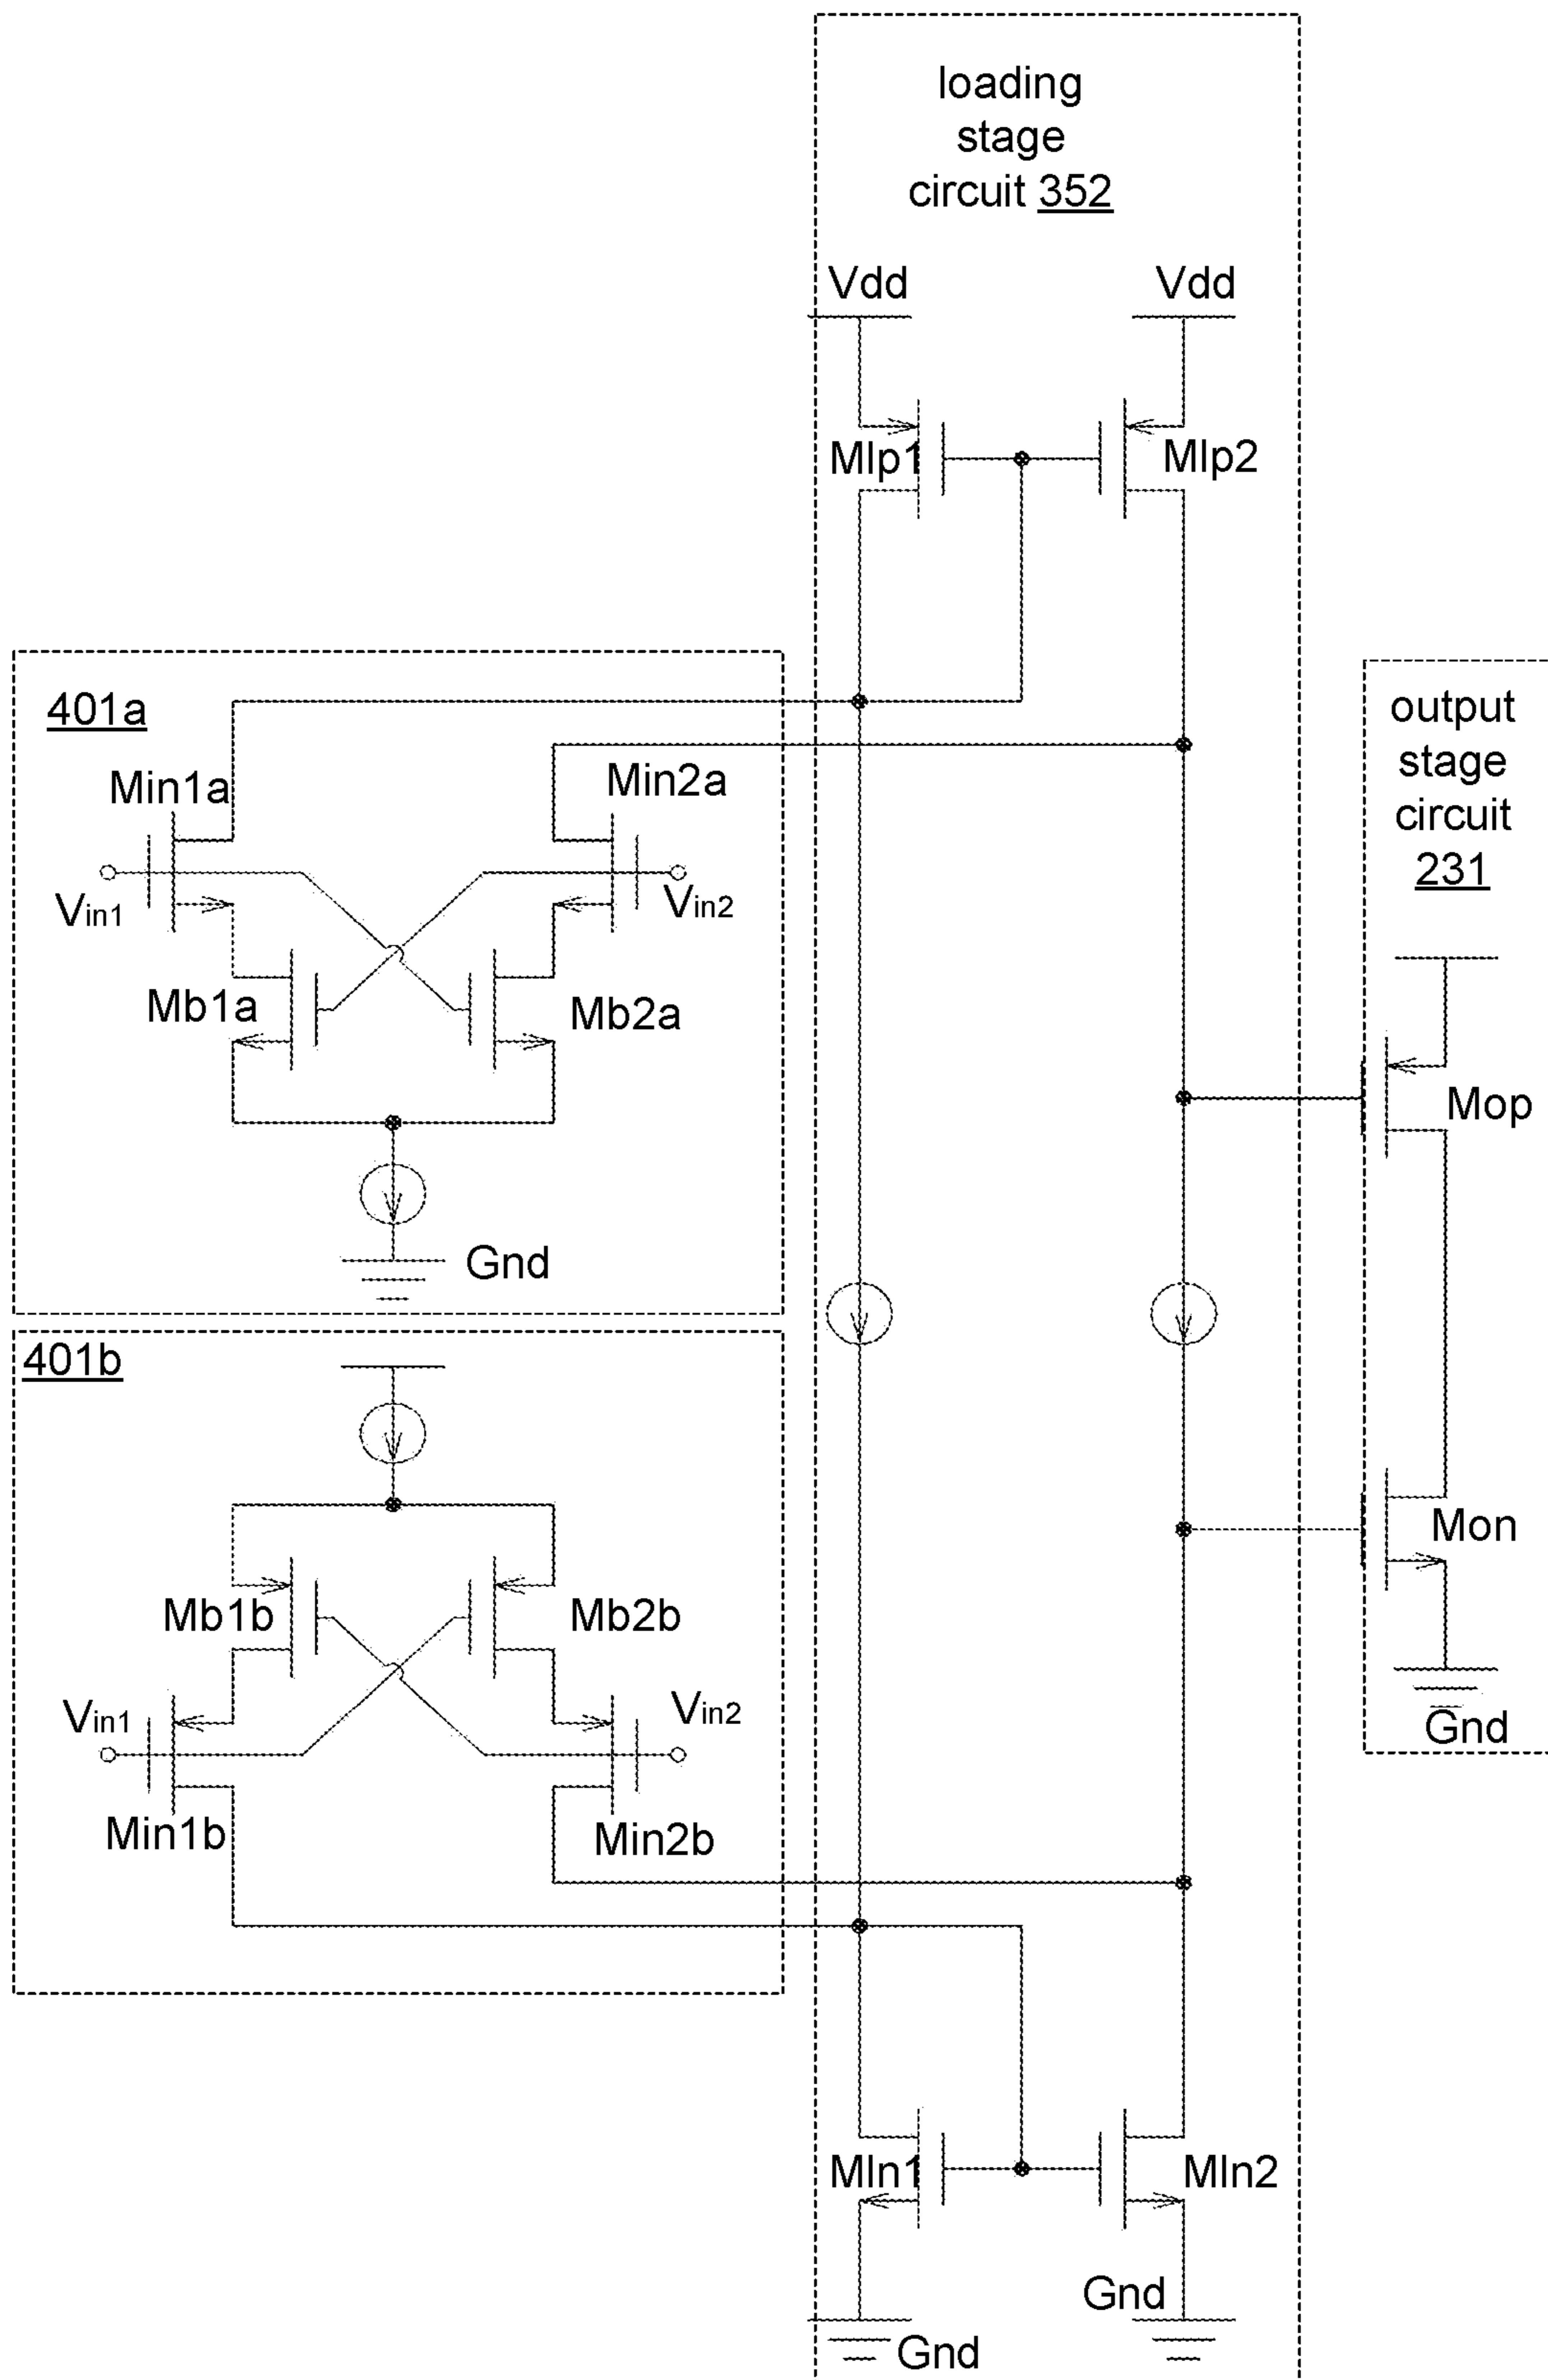 loading
stage
circuit 352
Vdd
Vdd
Mlp1
Mlp2
401a
Min1a
Min2a
Vin1
Vin2
Mb1a
Mb2a
Gnd
output
stage
circuit
231
Mop
Mon
Gnd
401b
Mb1b
Mb2b
Vin1
Vin2
Min1b
Min2b
Mln1
Mln2
Gnd
Gnd